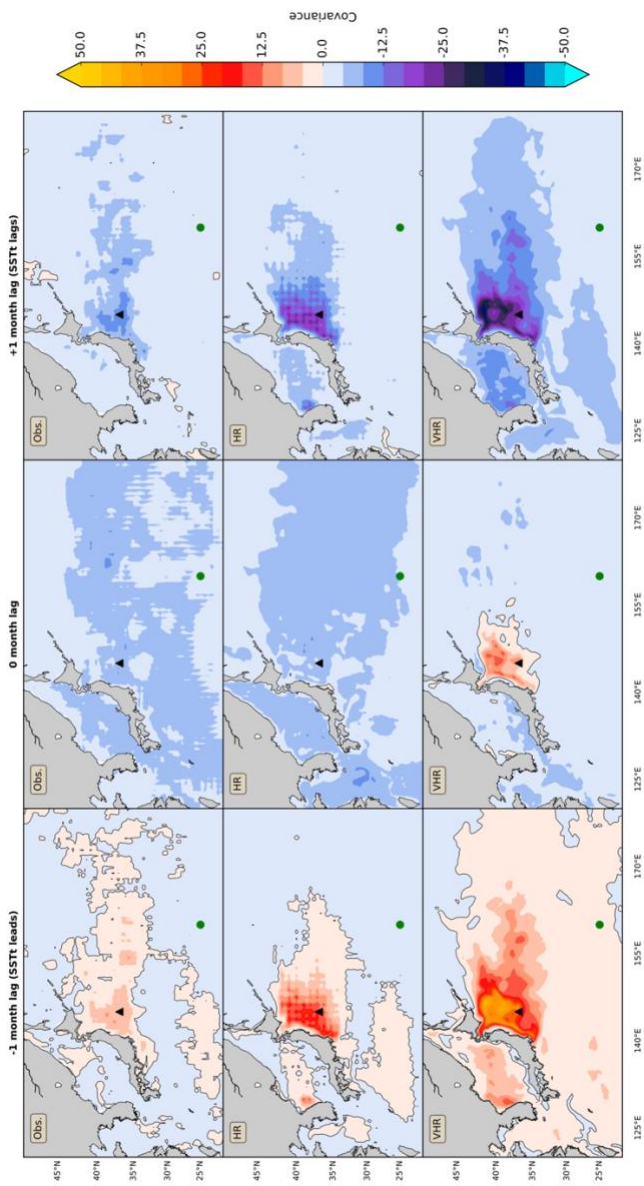 -1 month lag (SSTt leads)
0 month lag
+1 month lag (SSTt lags)
Obs.
Obs.
Obs.
45°N
40°N
35°N
30°N
25°N
HR
HR
HR
45°N
40°N
35°N
30°N
25°N
VHR
VHR
VHR
45°N
40°N
35°N
30°N
25°N
125°E 140°E 155°E 170°E
125°E 140°E 155°E 170°E
125°E 140°E 155°E 170°E
50.0
37.5
25.0
12.5
0.0
-12.5
-25.0
-37.5
-50.0
Covariance